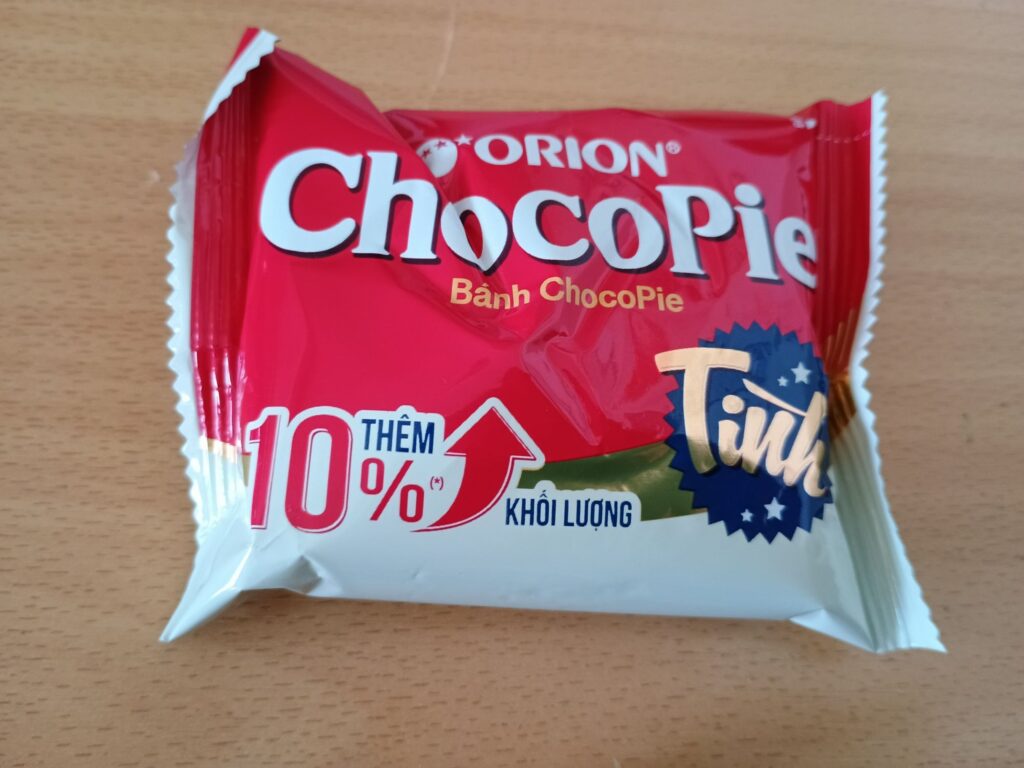 ORION®
ChocoPie
Bánh ChocoPie
Tình
THÊM
10%(*)
KHỐI LƯỢNG